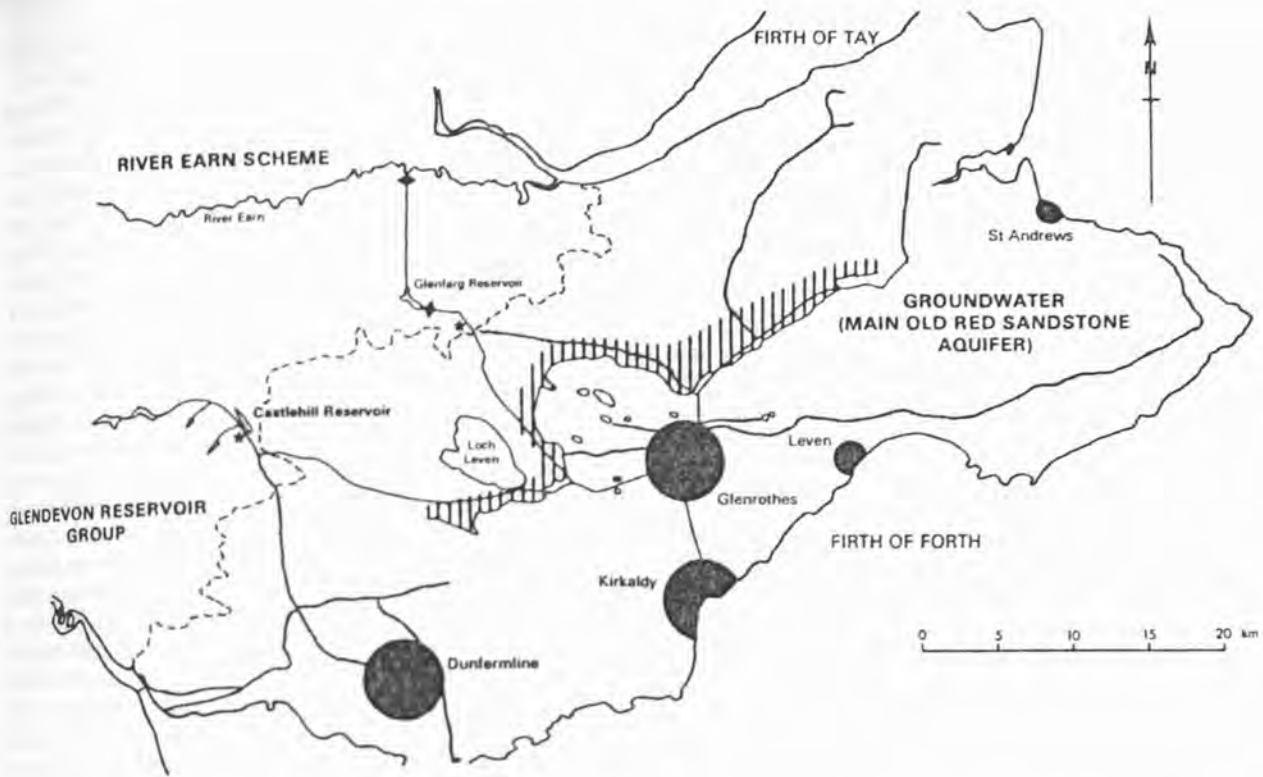 FIRTH OF TAY
N
RIVER EARN SCHEME
River Earn
St Andrews
Glenfarg Reservoir
GROUNDWATER
(MAIN OLD RED SANDSTONE
AQUIFER)
Castlehill Reservoir
Loch
Leven
Leven
Glenrothes
GLENDEVON RESERVOIR
GROUP
FIRTH OF FORTH
Kirkaldy
0 5 10 15 20 km
Dunfermline